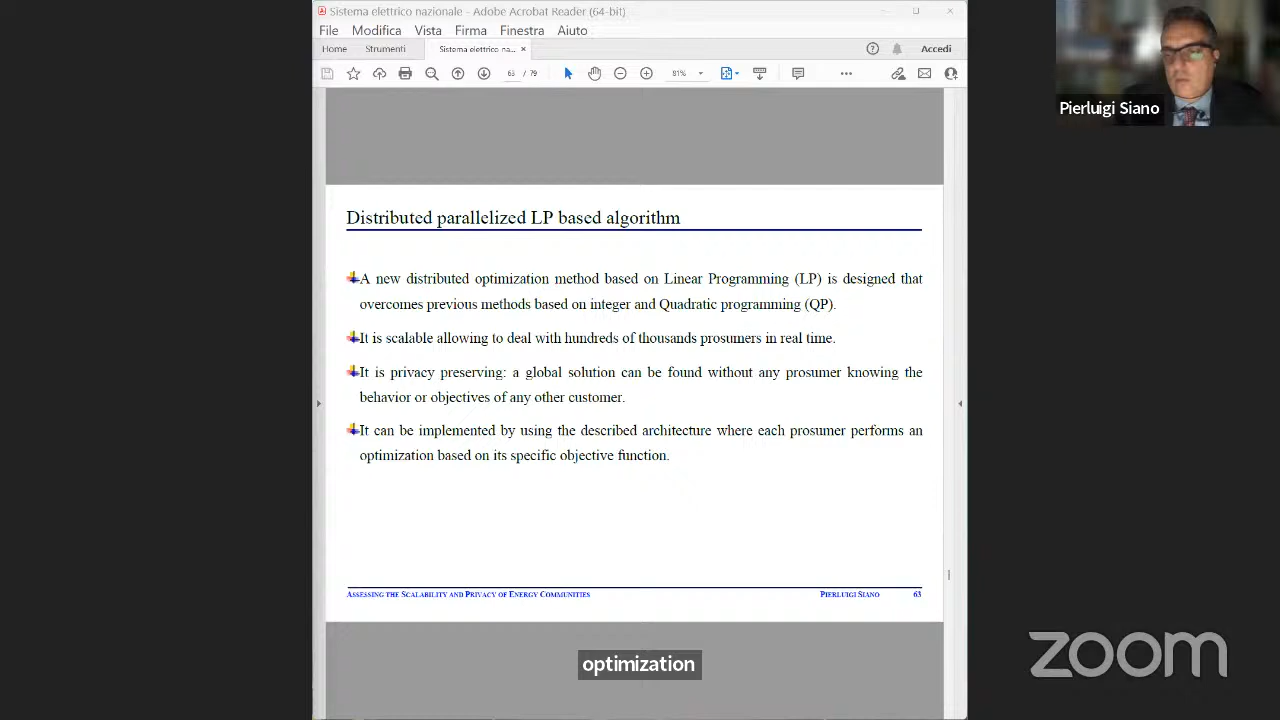 Sistema elettrico nazionale - Adobe Acrobat Reader (64-bit)
File Modifica Vista Firma Finestra Aiuto
Home Strumenti Sistema elettrico na... Accedi
63 / 79 81%
Pierluigi Siano
Distributed parallelized LP based algorithm
A new distributed optimization method based on Linear Programming (LP) is designed that
overcomes previous methods based on integer and Quadratic programming (QP).
It is scalable allowing to deal with hundreds of thousands prosumers in real time.
It is privacy preserving: a global solution can be found without any prosumer knowing the
behavior or objectives of any other customer.
It can be implemented by using the described architecture where each prosumer performs an
optimization based on its specific objective function.
ASSESSING THE SCALABILITY AND PRIVACY OF ENERGY COMMUNITIES PIERLUIGI SIANO 63
optimization
zoom